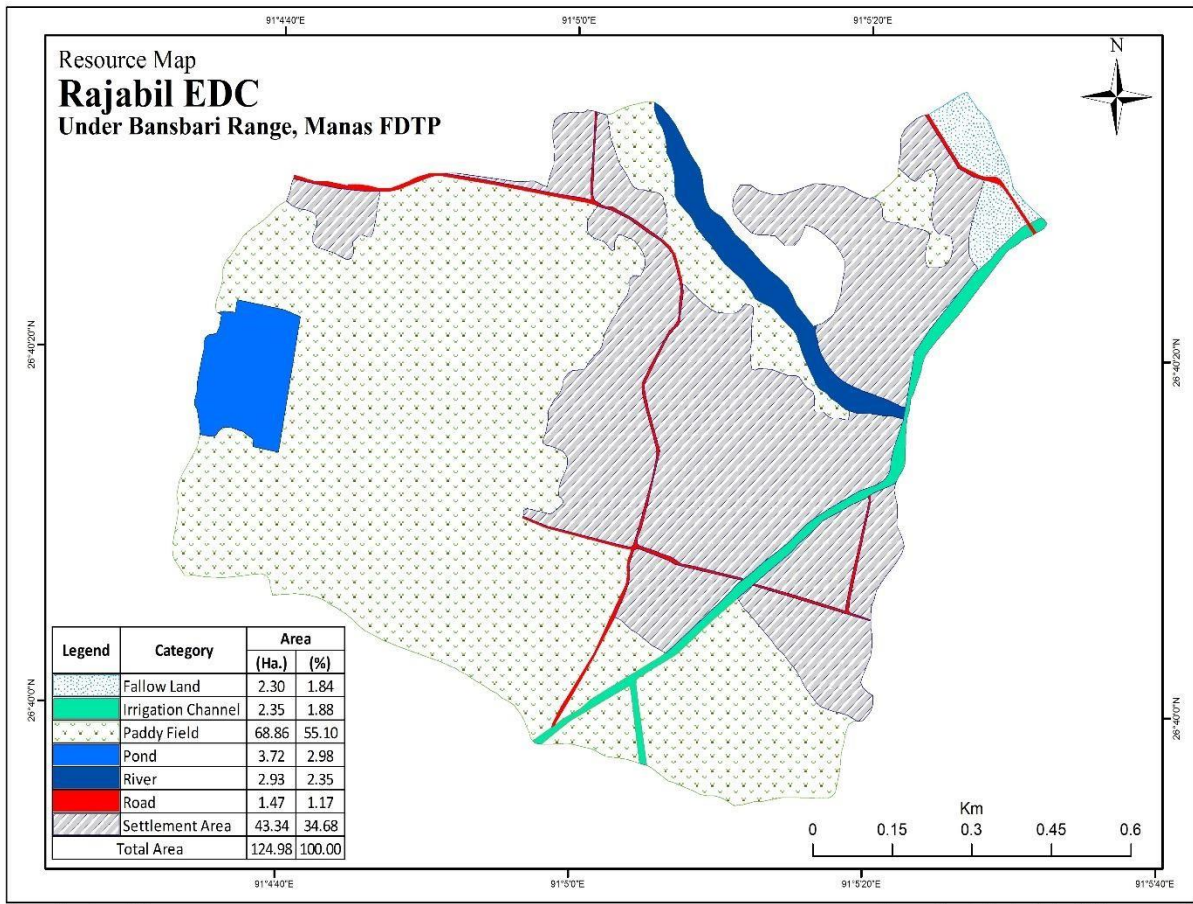 91°4'40"E 91°5'0"E 91°5'20"E
Resource Map
Rajabil EDC
Under Bansbari Range, Manas FDTP
N
26°40'20"N 26°40'20"N
26°40'0"N 26°40'0"N
Legend Category Area
(Ha.) (%)
Fallow Land 2.30 1.84
Irrigation Channel 2.35 1.88
Paddy Field 68.86 55.10
Pond 3.72 2.98
River 2.93 2.35
Road 1.47 1.17
Settlement Area 43.34 34.68
Total Area 124.98 100.00
Km
0 0.15 0.3 0.45 0.6
91°4'40"E 91°5'0"E 91°5'20"E 91°5'40"E